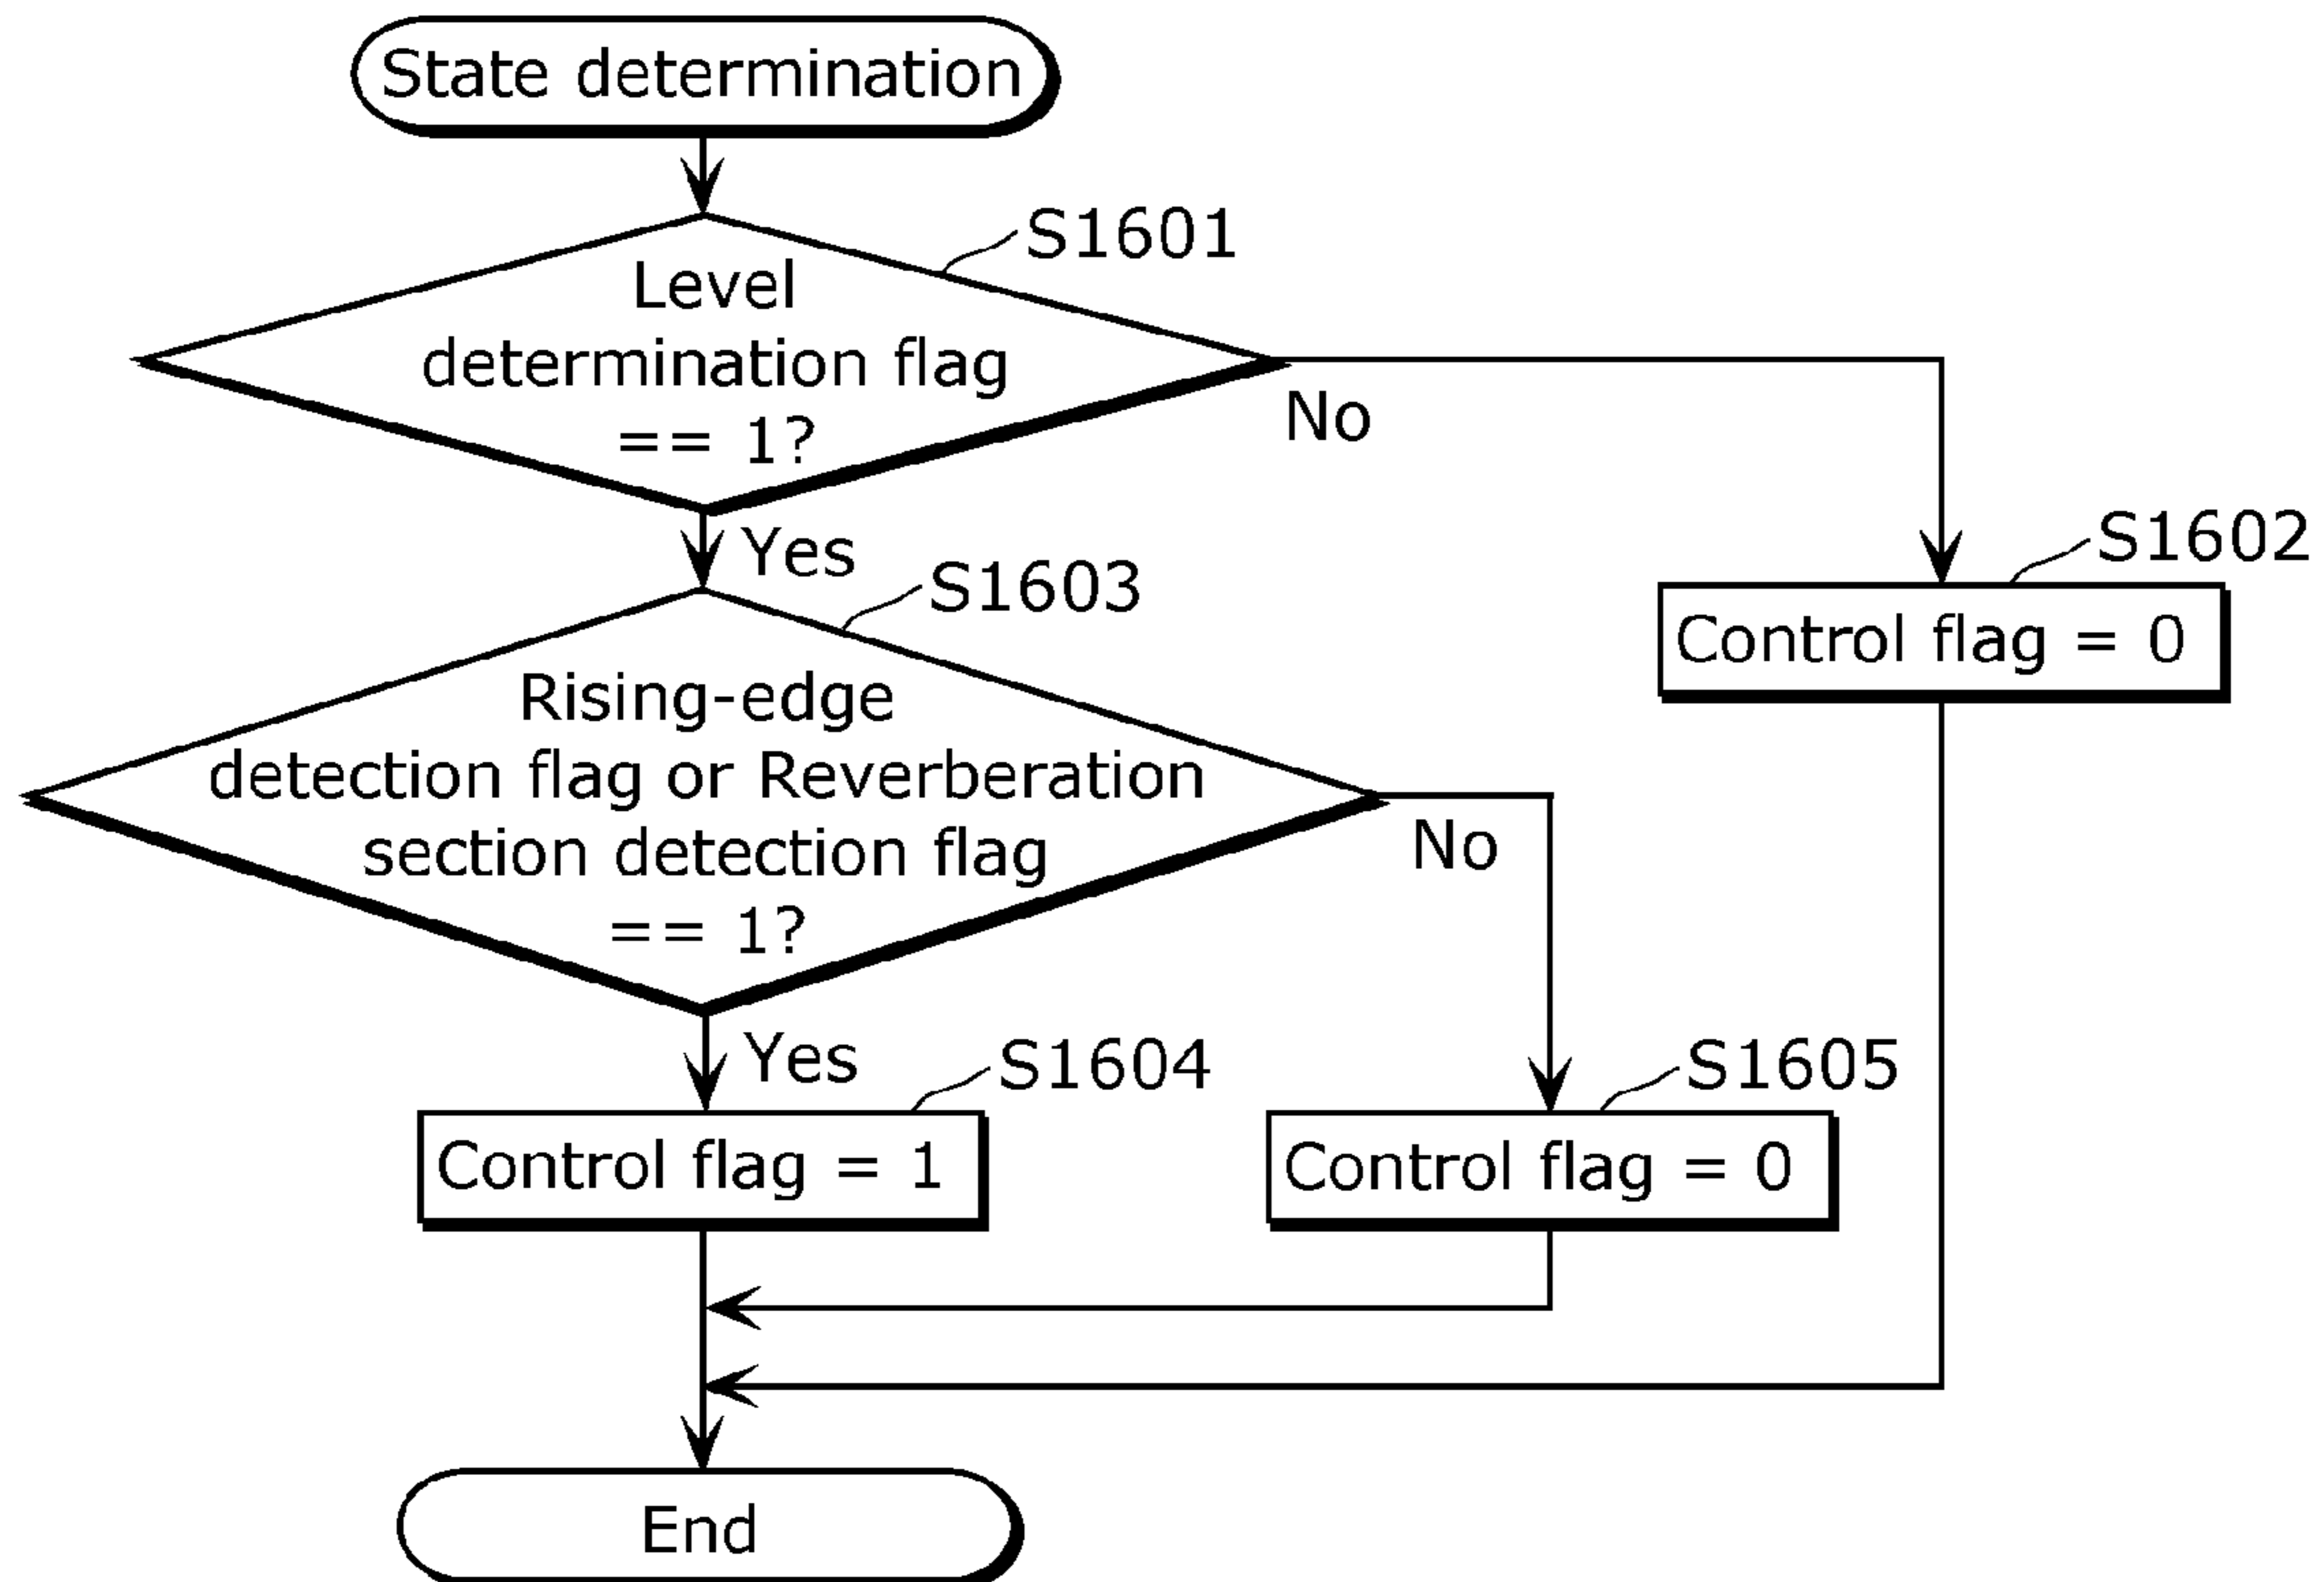 State determination
S1601
Level
determination flag
== 1?
No
Yes
S1602
Control flag = 0
S1603
Rising-edge
detection flag or Reverberation
section detection flag
== 1?
No
Yes
S1604
Control flag = 1
S1605
Control flag = 0
End